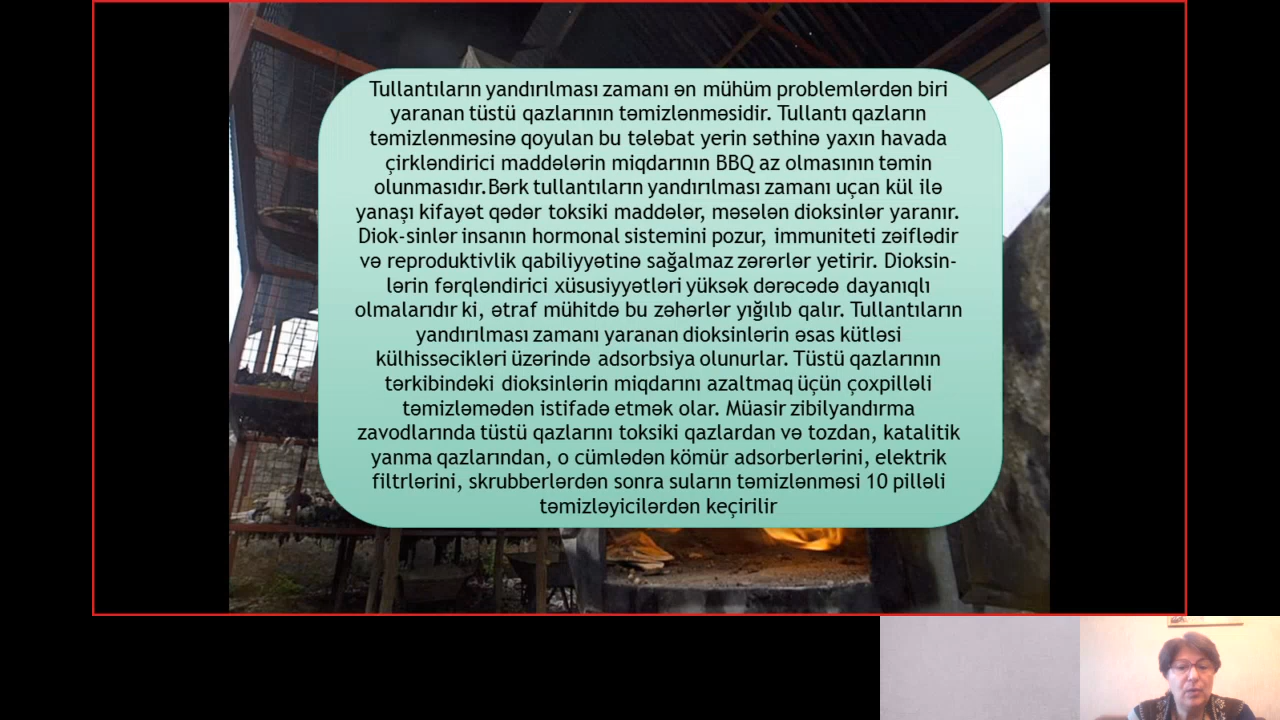 Tullantıların yandırılması zamanı ən mühüm problemlərdən biri
yaranan tüstü qazlarının təmizlənməsidir. Tullantı qazların
təmizlənməsinə qoyulan bu tələbat yerin səthinə yaxın havada
çirkləndirici maddələrin miqdarının BBQ az olmasının təmin
olunmasıdır.Bərk tullantıların yandırılması zamanı uçan kül ilə
yanaşı kifayət qədər toksiki maddələr, məsələn dioksinlər yaranır.
Diok-sinlər insanın hormonal sistemini pozur, immuniteti zəiflədir
və reproduktivlik qabiliyyətinə sağalmaz zərərlər yetirir. Dioksin-
lərin fərqləndirici xüsusiyyətləri yüksək dərəcədə dayanıqlı
olmalarıdır ki, ətraf mühitdə bu zəhərlər yığılıb qalır. Tullantıların
yandırılması zamanı yaranan dioksinlərin əsas kütləsi
külhissəcikləri üzərində adsorbsiya olunurlar. Tüstü qazlarının
tərkibindəki dioksinlərin miqdarını azaltmaq üçün çoxpilləli
təmizləmədən istifadə etmək olar. Müasir zibilyandırma
zavodlarında tüstü qazlarını toksiki qazlardan və tozdan, katalitik
yanma qazlarından, o cümlədən kömür adsorberlərini, elektrik
filtrlərini, skrubberlərdən sonra suların təmizlənməsi 10 pilləli
təmizləyicilərdən keçirilir